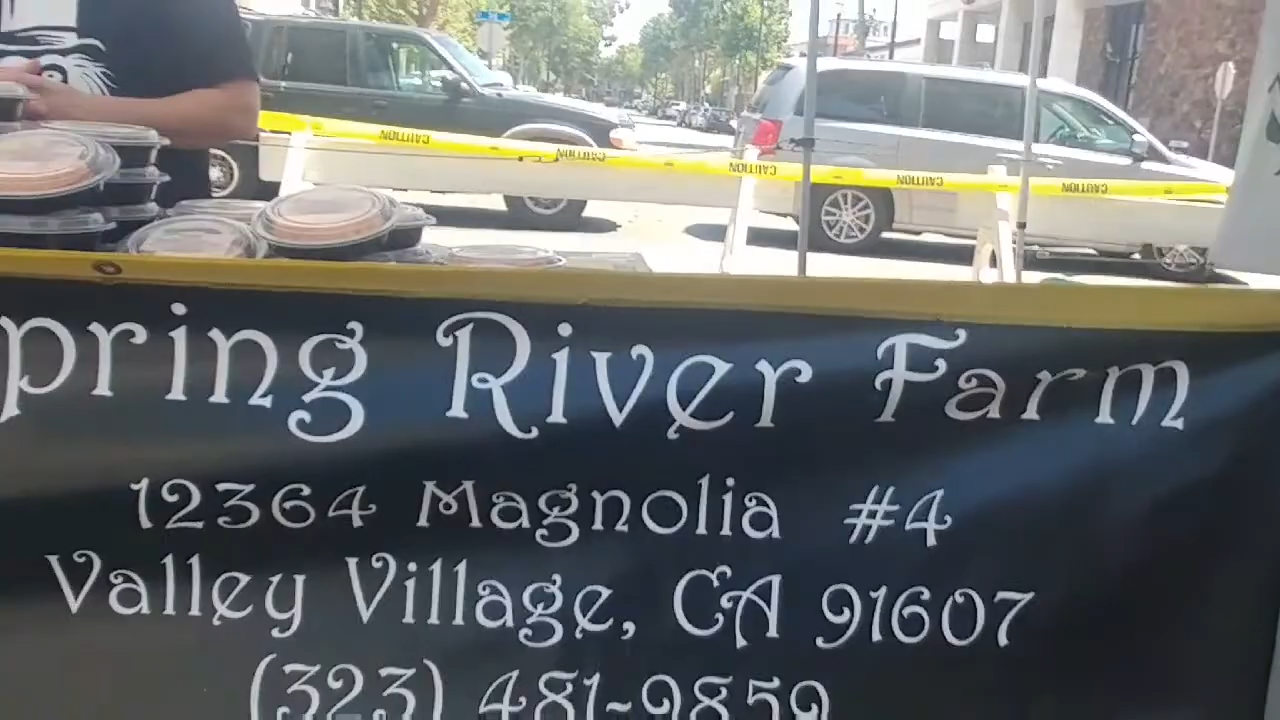 CAUTION CAUTION CAUTION CAUTION CAUTION
pring River Farm
12364 Magnolia #4
Valley Village, CA 91607
(323) 481-9859